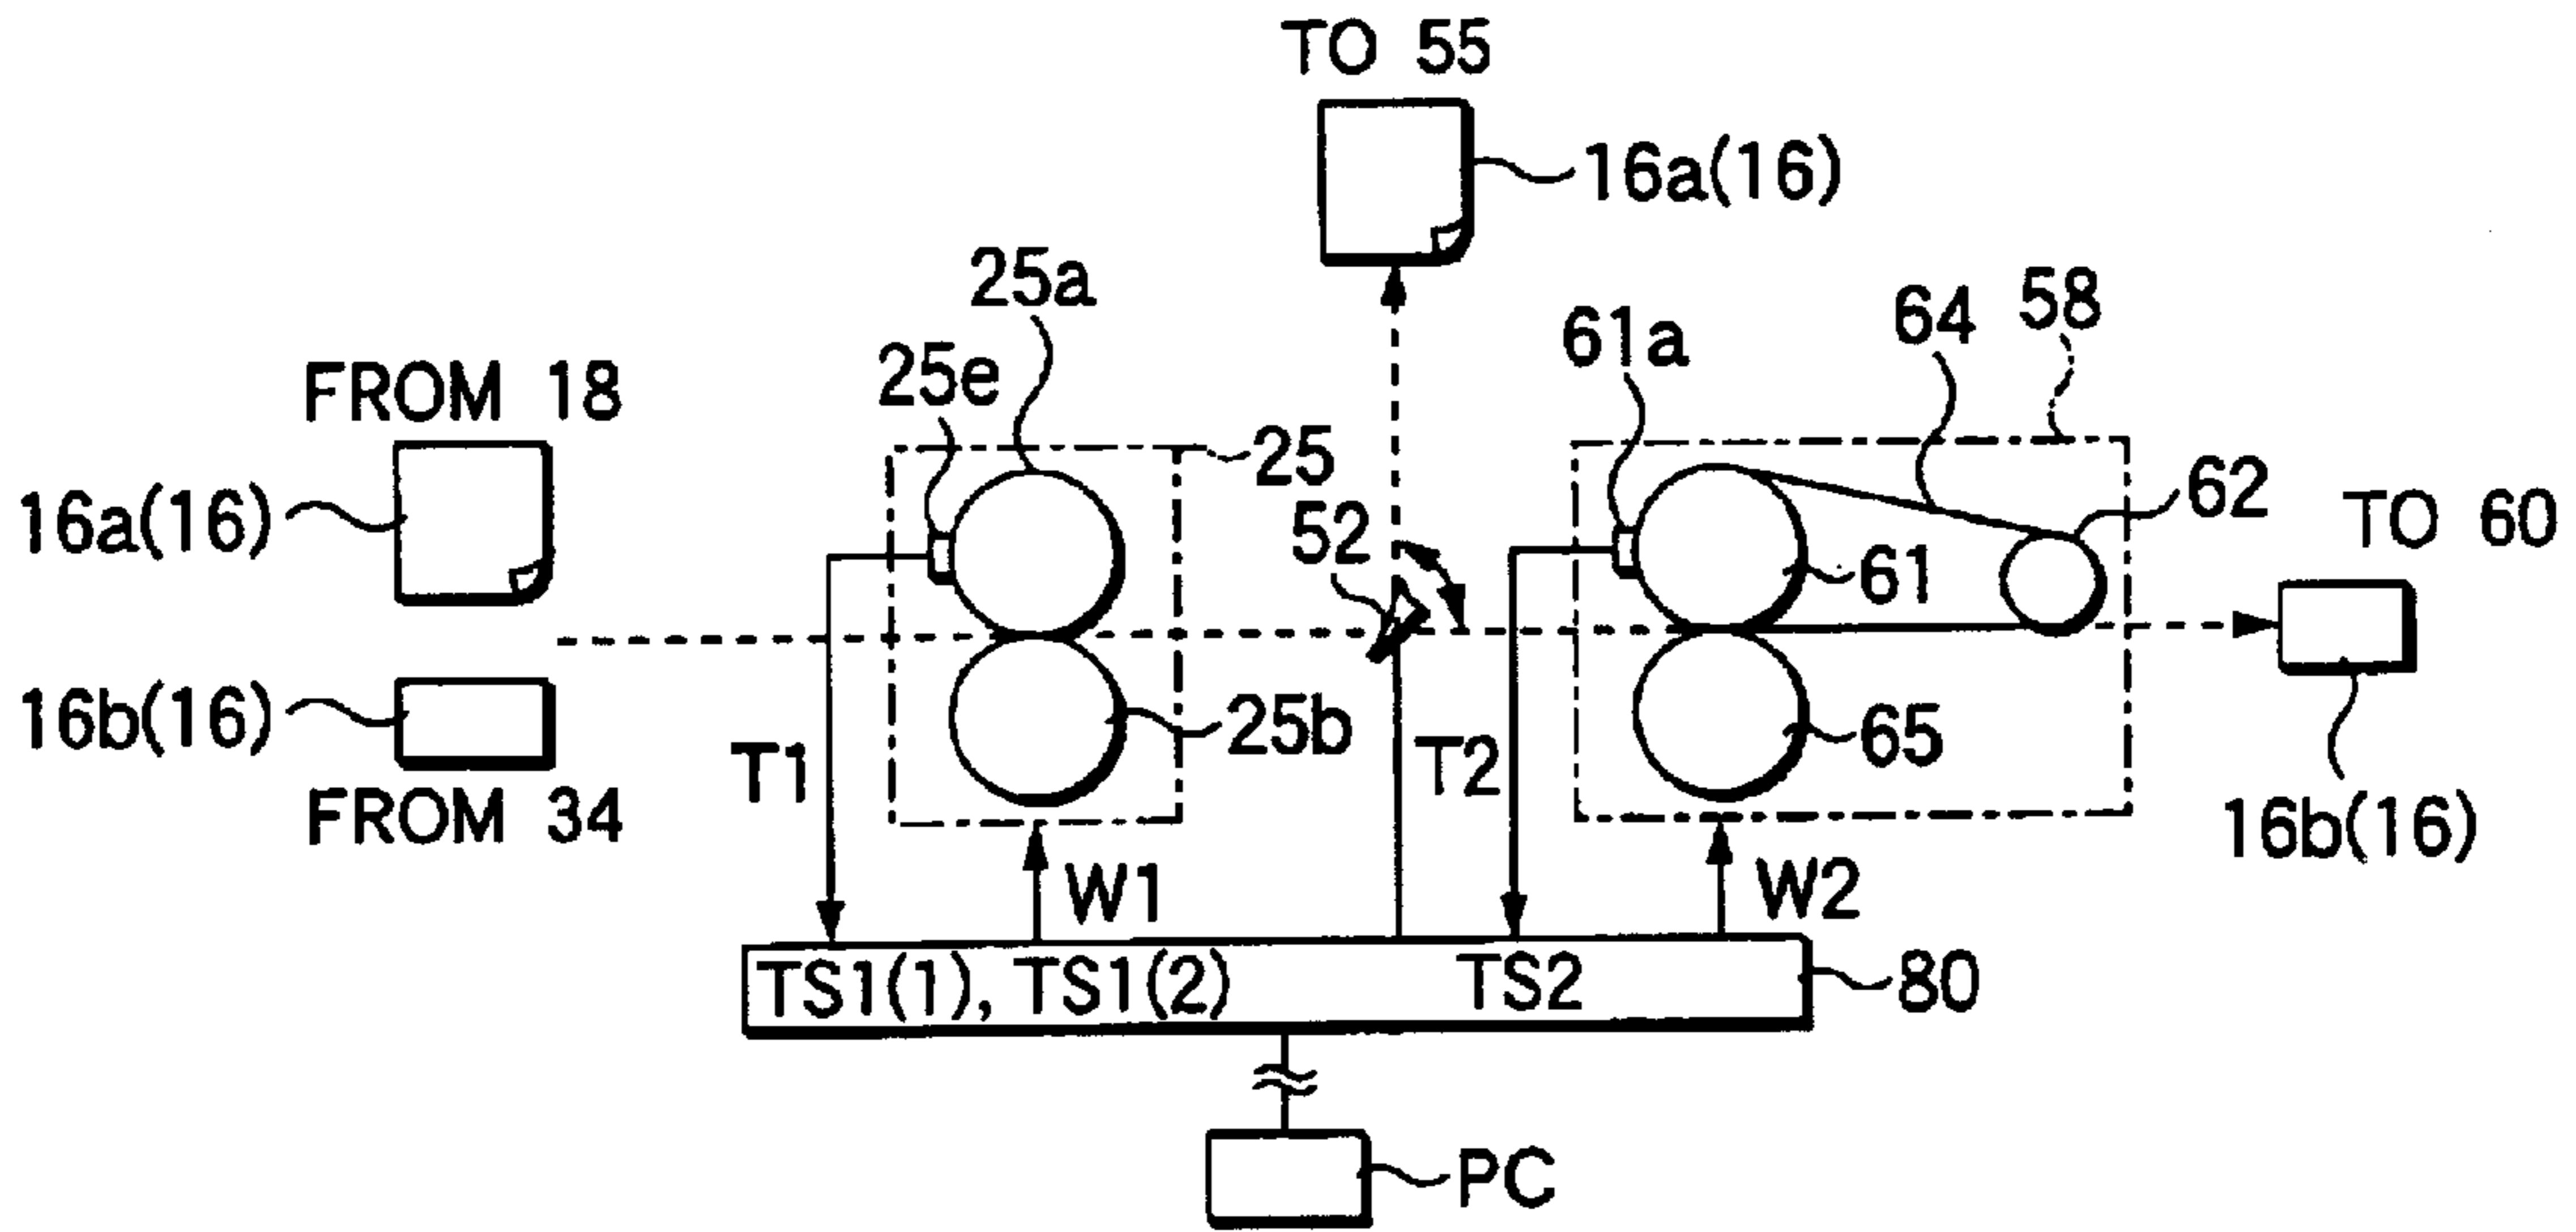 TO 55
16a(16)
25a
58
64
61a
25e
FROM 18
25
62
52
TO 60
16a(16)
61
16b(16)
25b
65
T1
T2
FROM 34
16b(16)
W1
W2
TS1(1), TS1(2)
TS2
80
PC